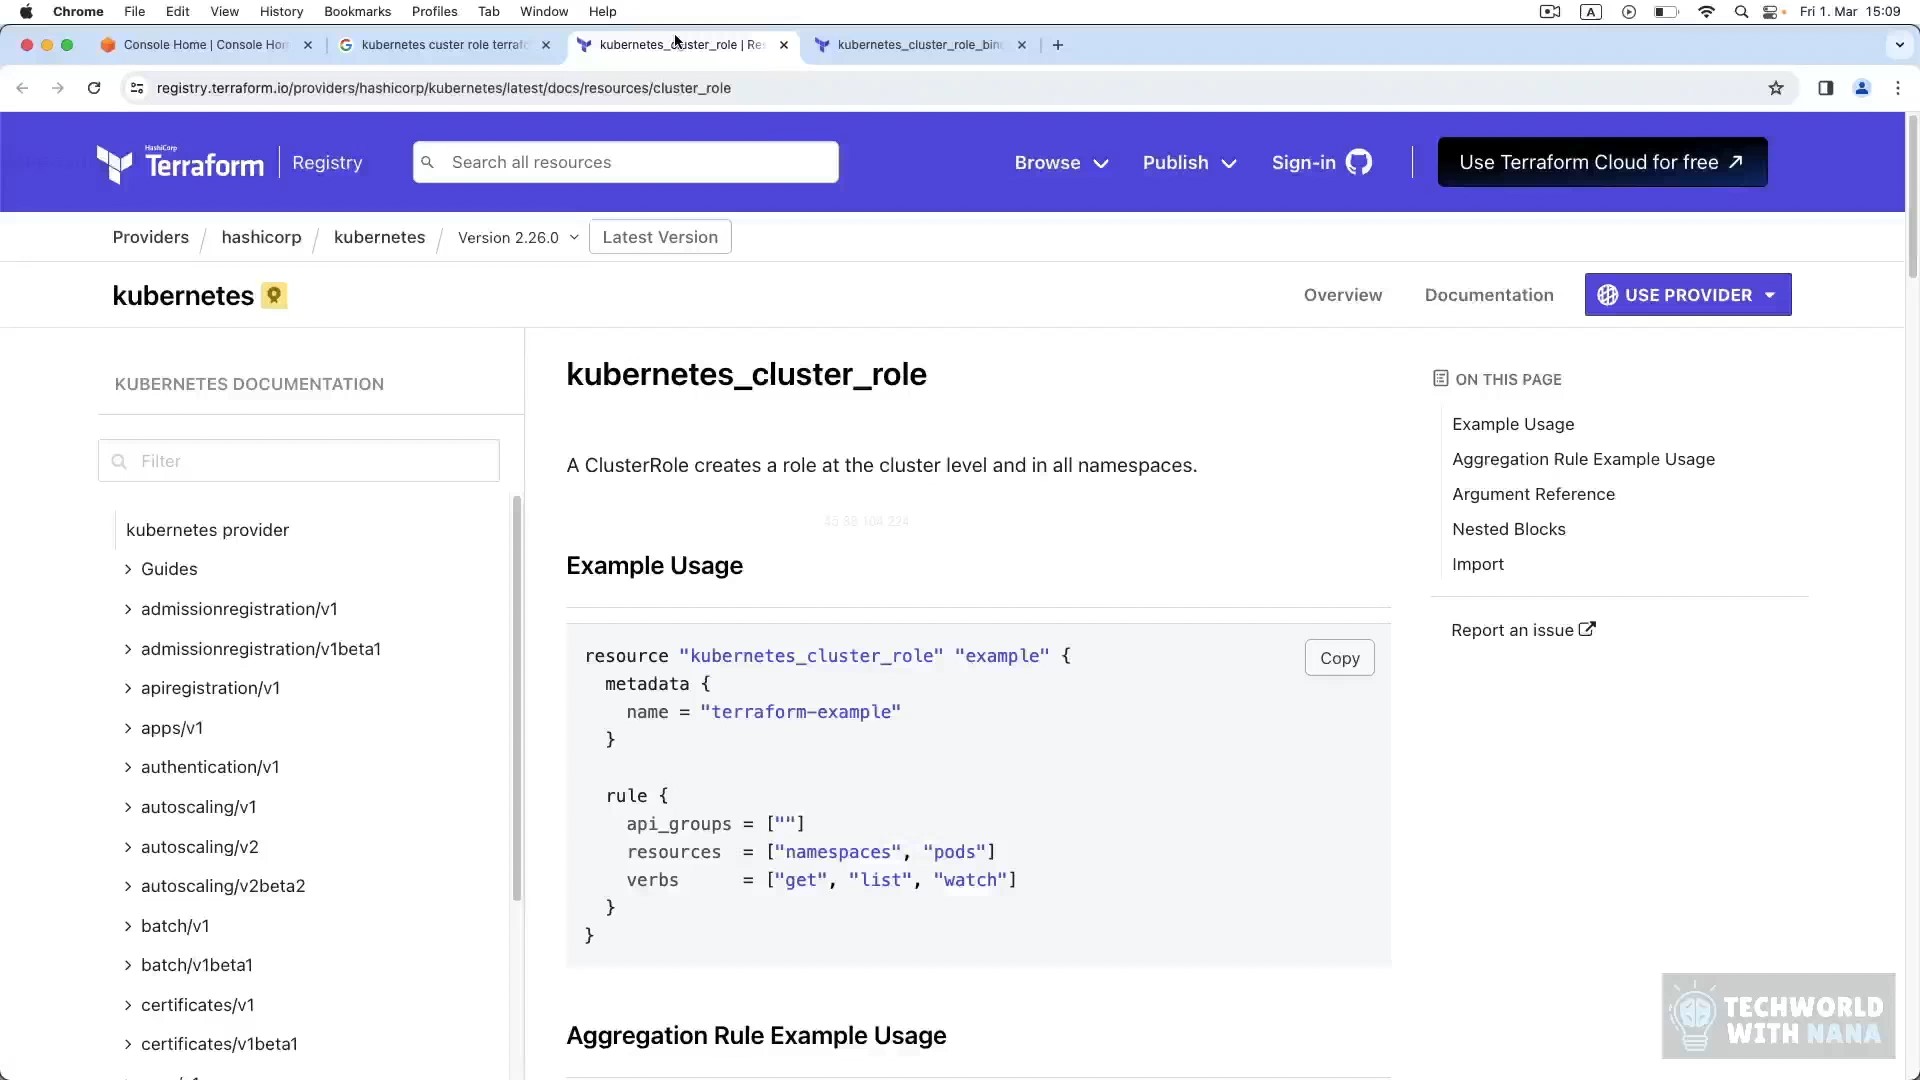 Chrome File Edit View History Bookmarks Profiles Tab Window Help A Fri 1. Mar 15:09
Console Home | Console Hor kubernetes custer role terraf kubernetes_cluster_role | Res kubernetes_cluster_role_bin
registry.terraform.io/providers/hashicorp/kubernetes/latest/docs/resources/cluster_role
HashiCorp
Terraform Registry Search all resources Browse Publish Sign-in Use Terraform Cloud for free
Providers / hashicorp / kubernetes / Version 2.26.0 Latest Version
kubernetes Overview Documentation USE PROVIDER
KUBERNETES DOCUMENTATION
Filter
kubernetes provider
Guides
admissionregistration/v1
admissionregistration/v1beta1
apiregistration/v1
apps/v1
authentication/v1
autoscaling/v1
autoscaling/v2
autoscaling/v2beta2
batch/v1
batch/v1beta1
certificates/v1
certificates/v1beta1
kubernetes_cluster_role
A ClusterRole creates a role at the cluster level and in all namespaces.
Example Usage
Copy
resource "kubernetes_cluster_role" "example" {
metadata {
name = "terraform-example"
}
rule {
api_groups = [""]
resources = ["namespaces", "pods"]
verbs = ["get", "list", "watch"]
}
}
Aggregation Rule Example Usage
ON THIS PAGE
Example Usage
Aggregation Rule Example Usage
Argument Reference
Nested Blocks
Import
Report an issue
TECHWORLD
WITH NANA